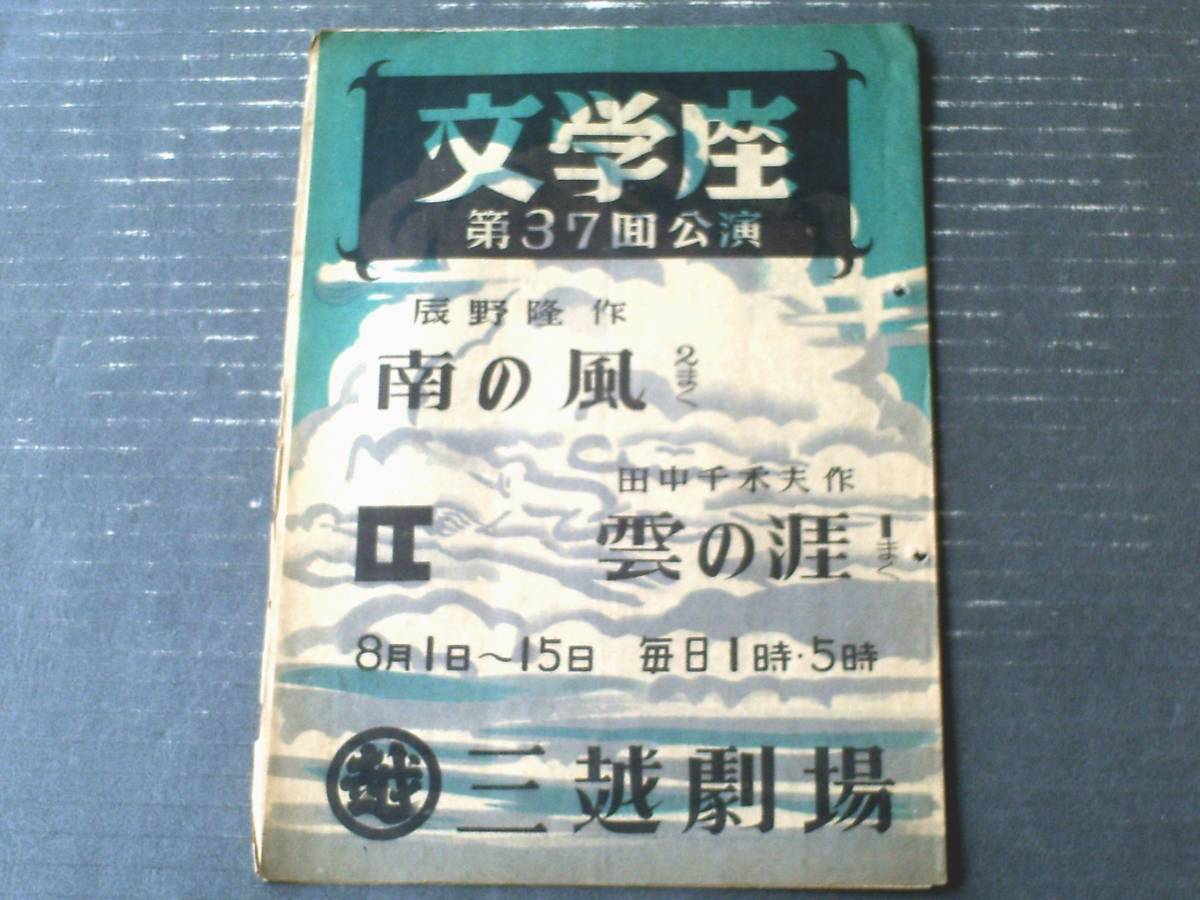 文学座
第37回公演
辰野隆作
南の風 2まく
田中千禾夫作
雲の涯 1まく
8月1日～15日 毎日1時・5時
越 三越劇場